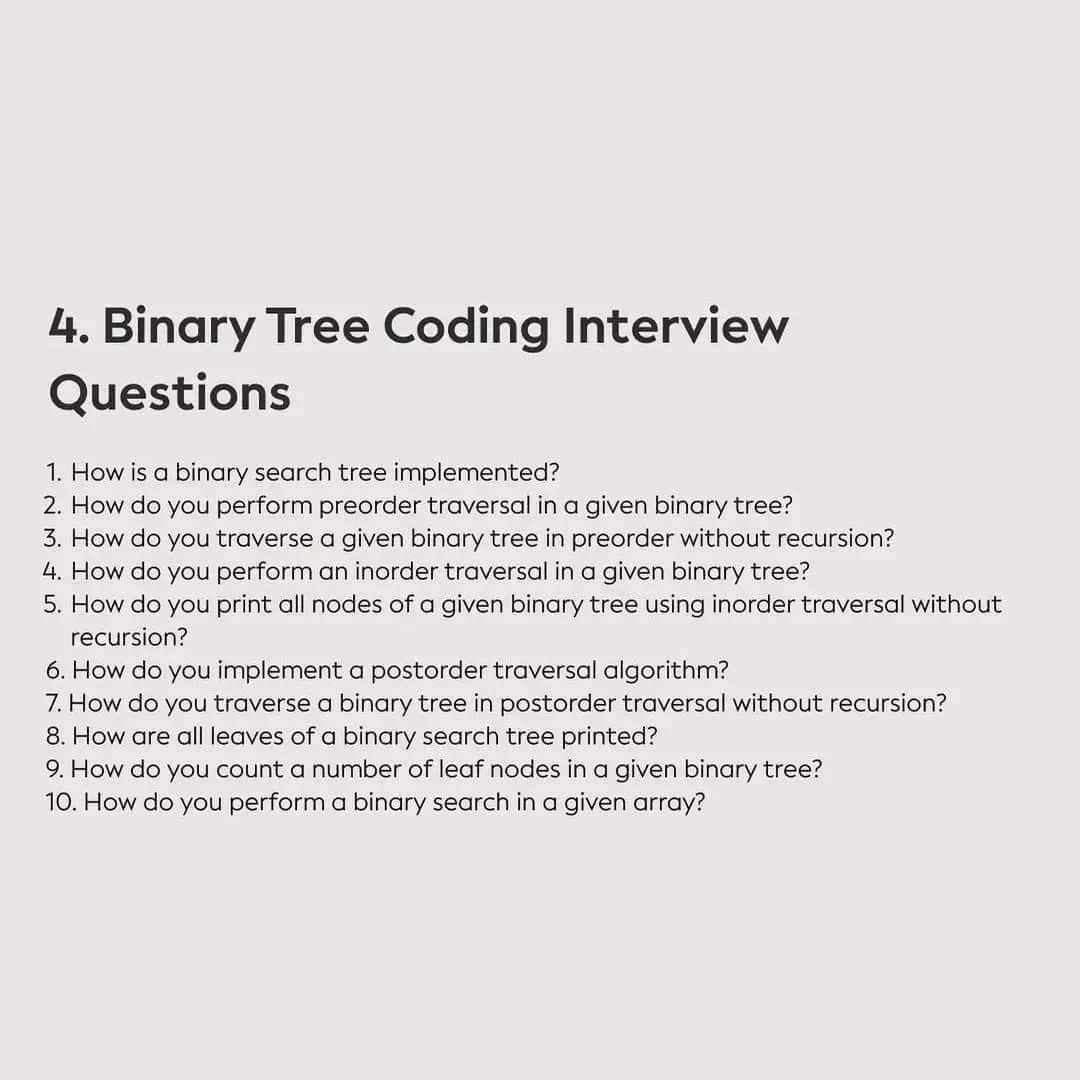 4. Binary Tree Coding Interview
Questions
1. How is a binary search tree implemented?
2. How do you perform preorder traversal in a given binary tree?
3. How do you traverse a given binary tree in preorder without recursion?
4. How do you perform an inorder traversal in a given binary tree?
5. How do you print all nodes of a given binary tree using inorder traversal without
recursion?
6. How do you implement a postorder traversal algorithm?
7. How do you traverse a binary tree in postorder traversal without recursion?
8. How are all leaves of a binary search tree printed?
9. How do you count a number of leaf nodes in a given binary tree?
10. How do you perform a binary search in a given array?